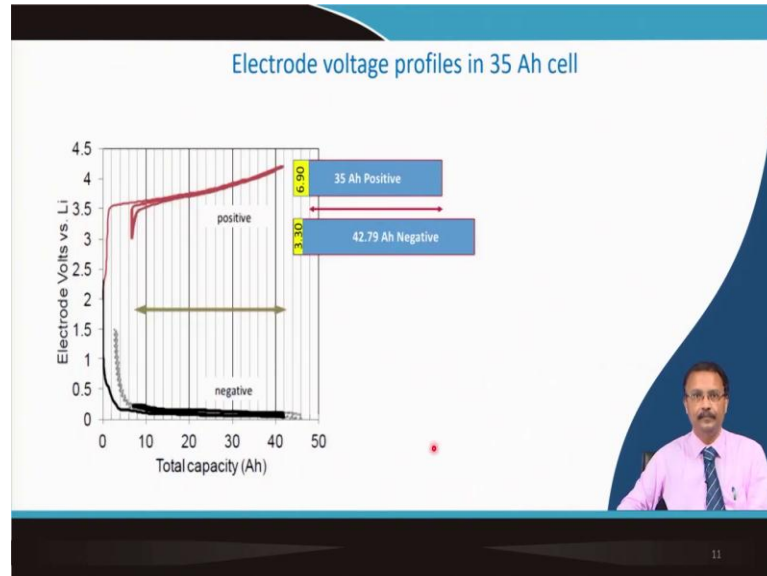 Electrode voltage profiles in 35 Ah cell
4.5
4
3.5
3
2.5
2
1.5
1
0.5
0
Electrode Volts vs. Li
0 10 20 30 40 50
Total capacity (Ah)
positive
negative
6.90
35 Ah Positive
3.30
42.79 Ah Negative
11